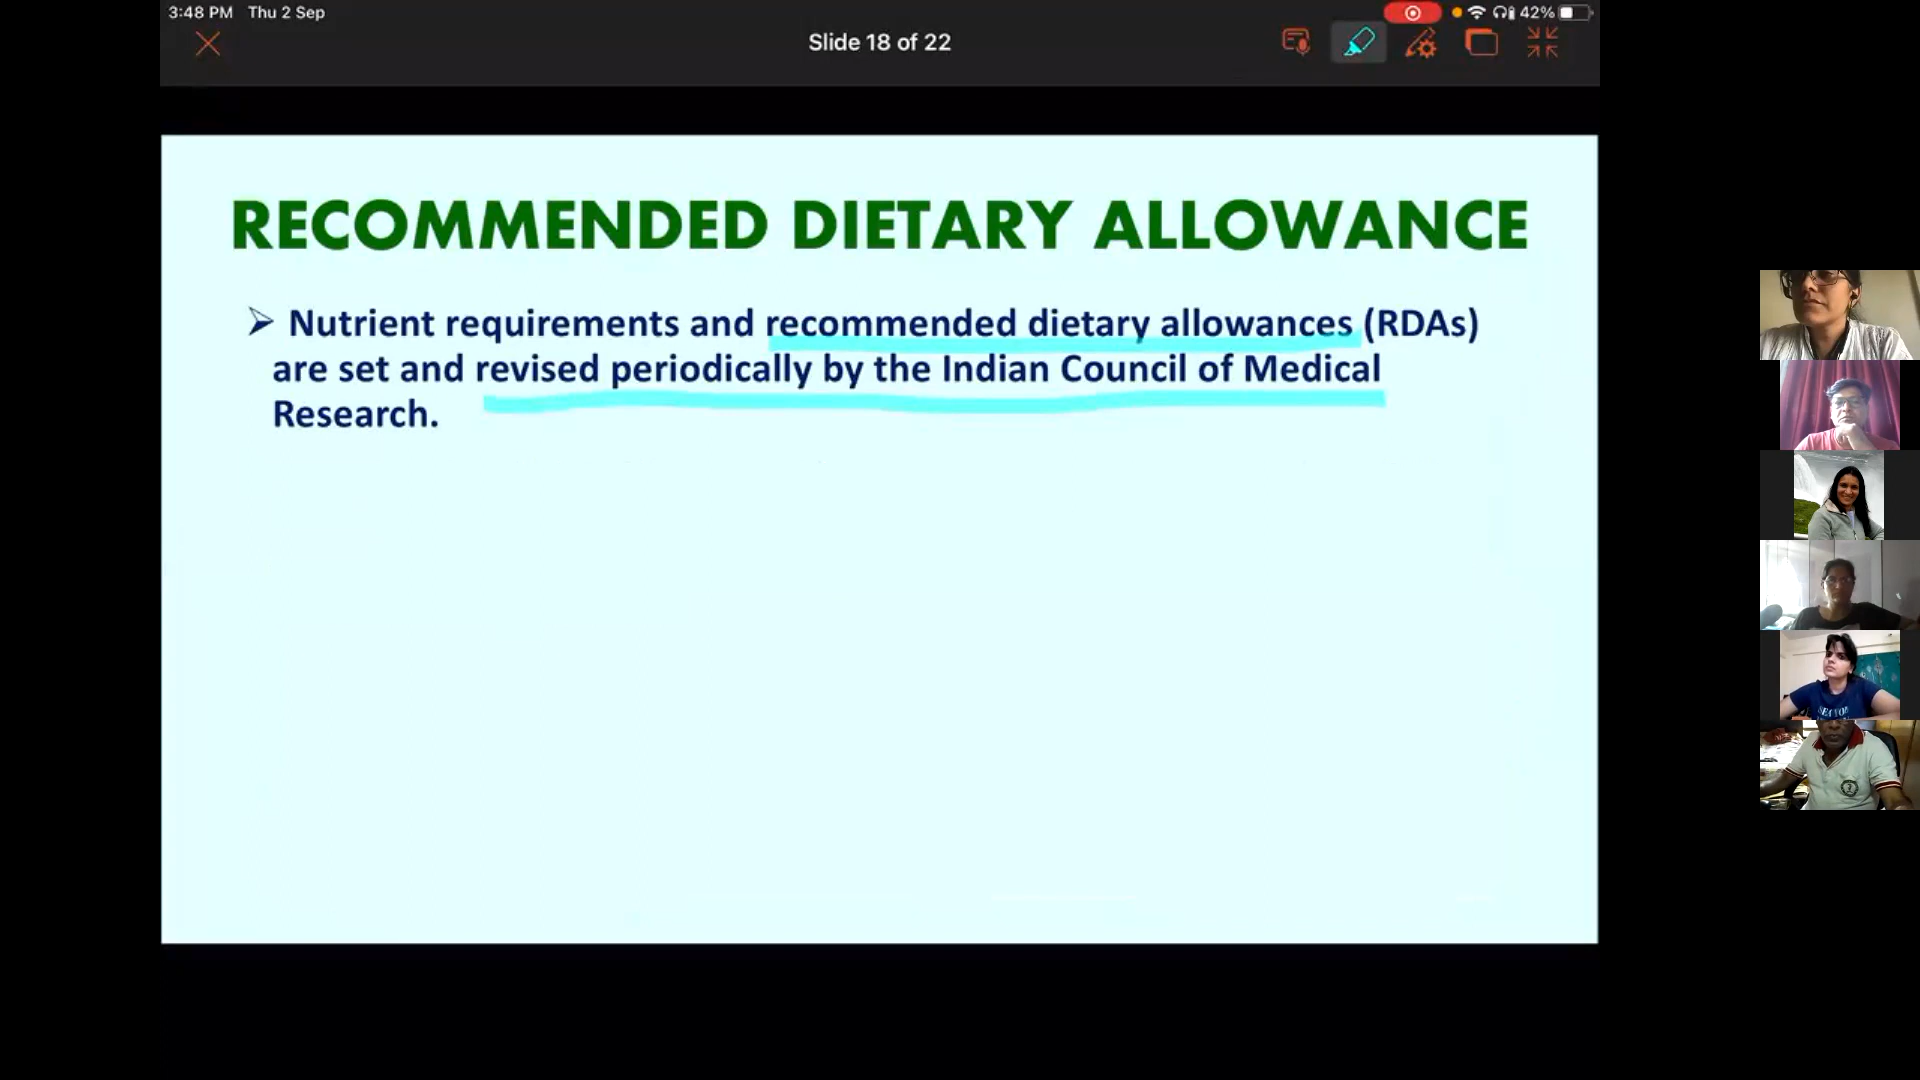 3:48 PM Thu 2 Sep
42%
Slide 18 of 22
RECOMMENDED DIETARY ALLOWANCE
➢ Nutrient requirements and recommended dietary allowances (RDAs)
are set and revised periodically by the Indian Council of Medical
Research.